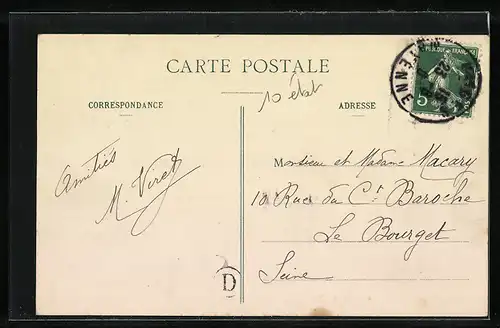 CARTE POSTALE
10 état
CORRESPONDANCE
ADRESSE
Amitiés
M. Viret
Monsieur et Madame Macary
10 Rue du Ct Baroche
Le Bourget
Seine
D
5